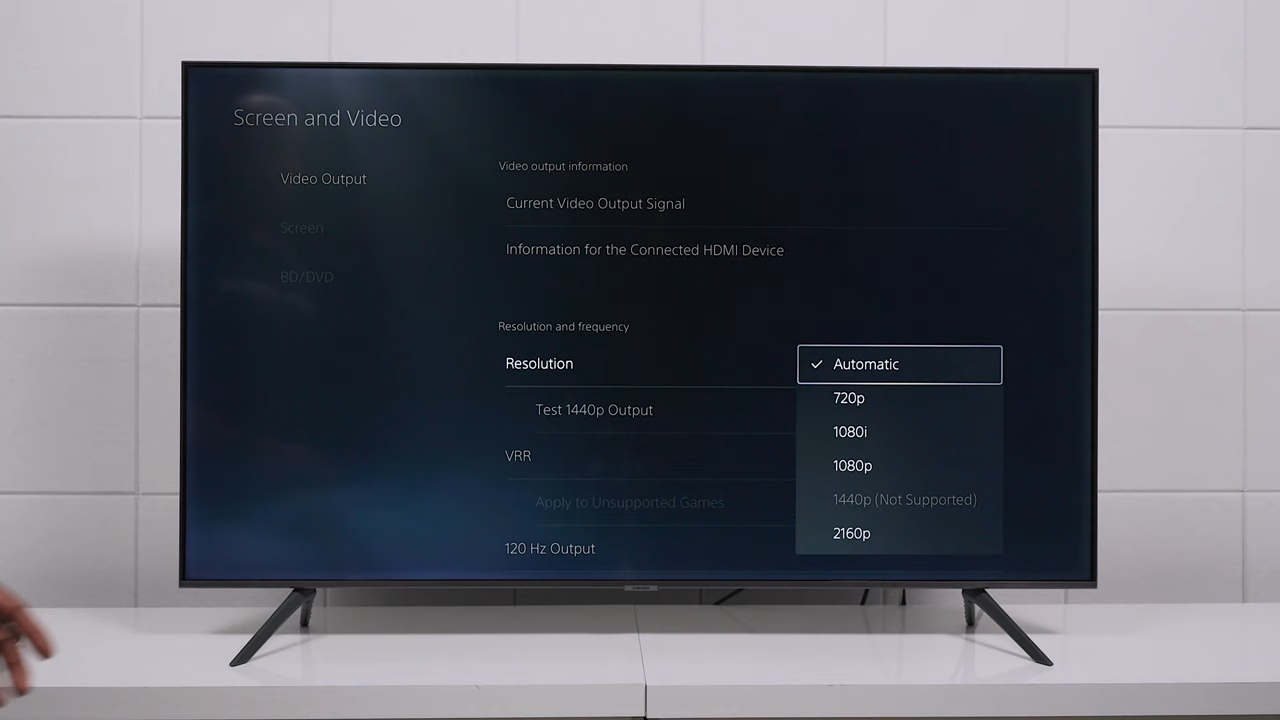 Screen and Video
Video Output
Screen
BD/DVD
Video output information
Current Video Output Signal
Information for the Connected HDMI Device
Resolution and frequency
Resolution
Test 1440p Output
VRR
Apply to Unsupported Games
120 Hz Output
Automatic
720p
1080i
1080p
1440p (Not Supported)
2160p
SAMSUNG